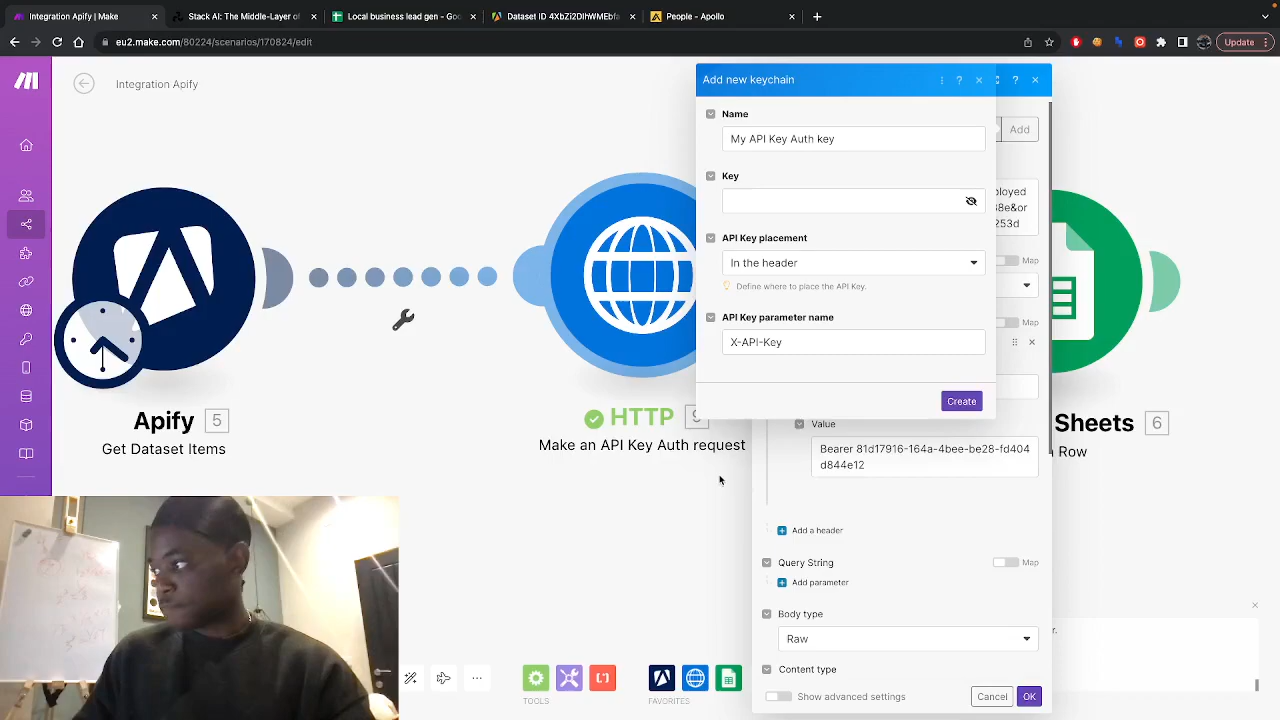 Integration Apify | Make
Stack AI: The Middle-Layer of
Local business lead gen - Goo
Dataset ID 4XbZI2DIHWMEbfa
People - Apollo
eu2.make.com/80224/scenarios/170824/edit
Update
Integration Apify
Add new keychain
Name
My API Key Auth key
Add
Key
ployed
38e&or
253d
API Key placement
In the header
Map
Define where to place the API Key.
API Key parameter name
Map
X-API-Key
Create
Apify 5
Get Dataset Items
HTTP 9
Make an API Key Auth request
Sheets 6
Row
Value
Bearer 81d17916-164a-4bee-be28-fd404
d844e12
Add a header
Query String
Map
Add parameter
Body type
Raw
Content type
Show advanced settings
Cancel
OK
TOOLS
FAVORITES